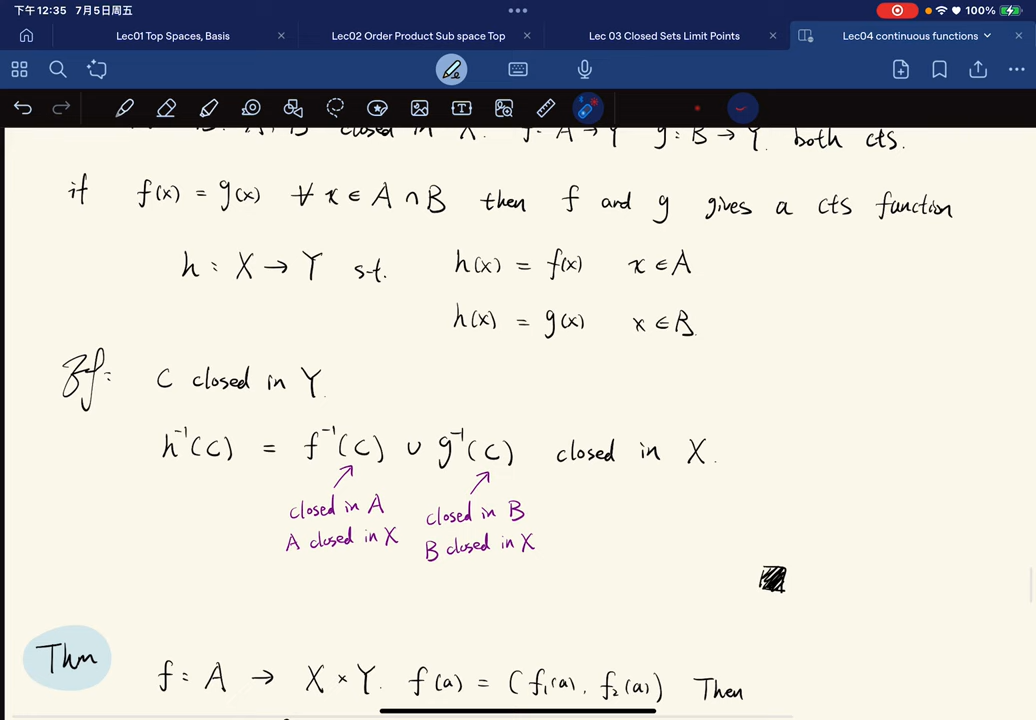 下午12:35 7月5日周五
100%
Lec01 Top Spaces, Basis
Lec02 Order Product Sub space Top
Lec 03 Closed Sets Limit Points
Lec04 continuous functions
closed in X. f: A → Y g: B → Y. both cts.
if f(x) = g(x) ∀ x ∈ A ∩ B then f and g gives a cts function
h : X → Y s.t. h(x) = f(x) x ∈ A
h(x) = g(x) x ∈ B.
Pf: C closed in Y.
h⁻¹(C) = f⁻¹(C) ∪ g⁻¹(C) closed in X.
closed in A
A closed in X
closed in B
B closed in X
Thm
f : A → X × Y. f(a) = (f₁(a), f₂(a)) Then